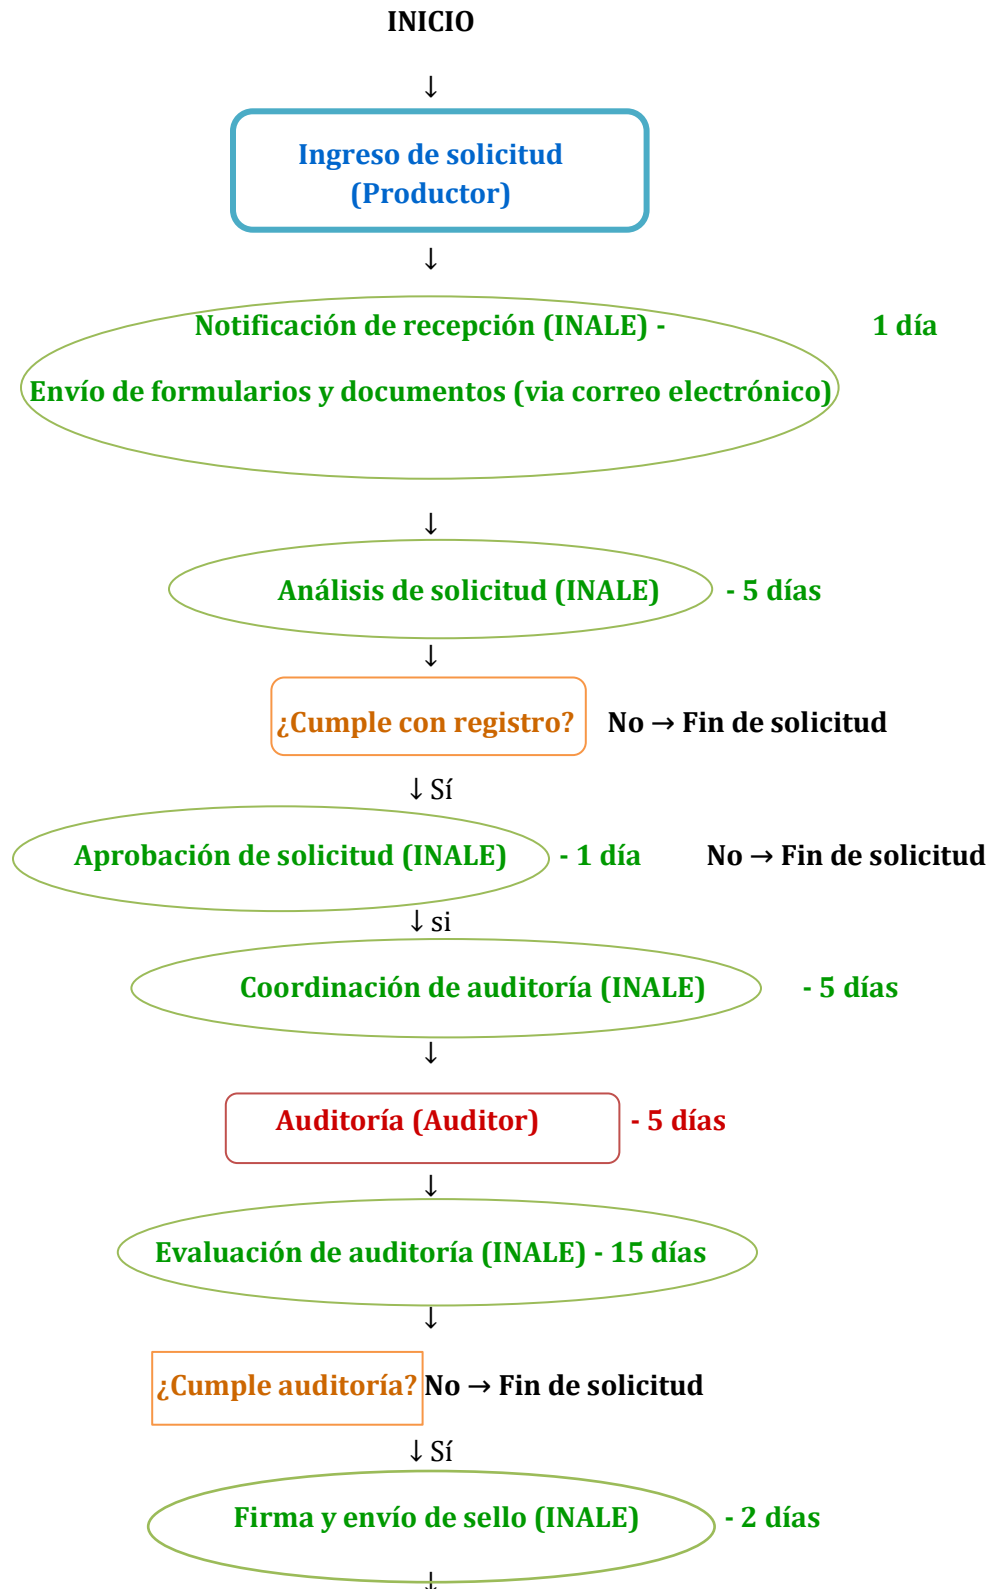 INICIO
↓
Ingreso de solicitud
(Productor)
↓
Notificación de recepción (INALE) - 1 día
Envío de formularios y documentos (via correo electrónico)
↓
Análisis de solicitud (INALE) - 5 días
↓
¿Cumple con registro? No → Fin de solicitud
↓ Sí
Aprobación de solicitud (INALE) - 1 día No → Fin de solicitud
↓ si
Coordinación de auditoría (INALE) - 5 días
↓
Auditoría (Auditor) - 5 días
↓
Evaluación de auditoría (INALE) - 15 días
↓
¿Cumple auditoría? No → Fin de solicitud
↓ Sí
Firma y envío de sello (INALE) - 2 días
↓